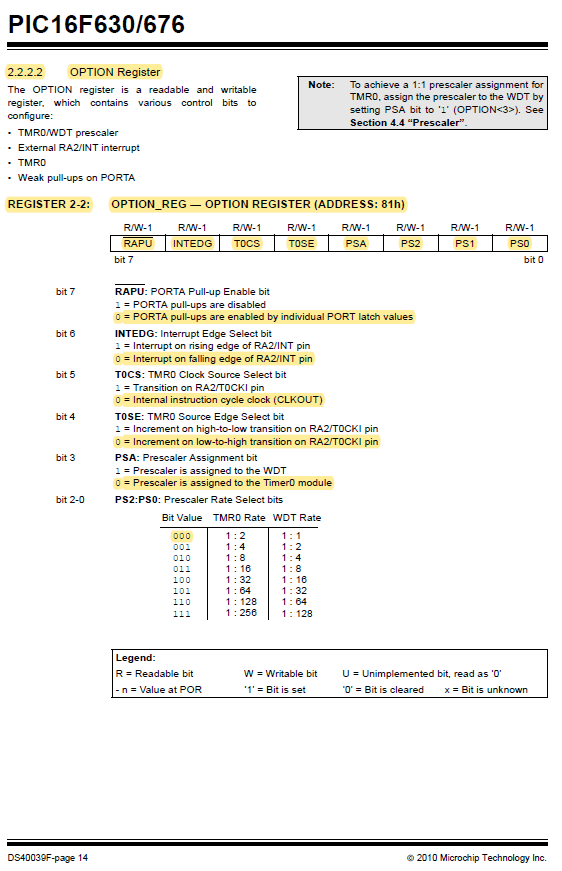 PIC16F630/676
2.2.2.2 OPTION Register
The OPTION register is a readable and writable
register, which contains various control bits to
configure:
• TMR0/WDT prescaler
• External RA2/INT interrupt
• TMR0
• Weak pull-ups on PORTA
Note: To achieve a 1:1 prescaler assignment for
TMR0, assign the prescaler to the WDT by
setting PSA bit to '1' (OPTION<3>). See
Section 4.4 “Prescaler”.
REGISTER 2-2: OPTION_REG — OPTION REGISTER (ADDRESS: 81h)
R/W-1 R/W-1 R/W-1 R/W-1 R/W-1 R/W-1 R/W-1 R/W-1
RAPU INTEDG T0CS T0SE PSA PS2 PS1 PS0
bit 7 bit 0
bit 7 RAPU: PORTA Pull-up Enable bit
1 = PORTA pull-ups are disabled
0 = PORTA pull-ups are enabled by individual PORT latch values
bit 6 INTEDG: Interrupt Edge Select bit
1 = Interrupt on rising edge of RA2/INT pin
0 = Interrupt on falling edge of RA2/INT pin
bit 5 T0CS: TMR0 Clock Source Select bit
1 = Transition on RA2/T0CKI pin
0 = Internal instruction cycle clock (CLKOUT)
bit 4 T0SE: TMR0 Source Edge Select bit
1 = Increment on high-to-low transition on RA2/T0CKI pin
0 = Increment on low-to-high transition on RA2/T0CKI pin
bit 3 PSA: Prescaler Assignment bit
1 = Prescaler is assigned to the WDT
0 = Prescaler is assigned to the Timer0 module
bit 2-0 PS2:PS0: Prescaler Rate Select bits
Bit Value TMR0 Rate WDT Rate
000 1 : 2 1 : 1
001 1 : 4 1 : 2
010 1 : 8 1 : 4
011 1 : 16 1 : 8
100 1 : 32 1 : 16
101 1 : 64 1 : 32
110 1 : 128 1 : 64
111 1 : 256 1 : 128
Legend:
R = Readable bit W = Writable bit U = Unimplemented bit, read as '0'
- n = Value at POR '1' = Bit is set '0' = Bit is cleared x = Bit is unknown
DS40039F-page 14 © 2010 Microchip Technology Inc.